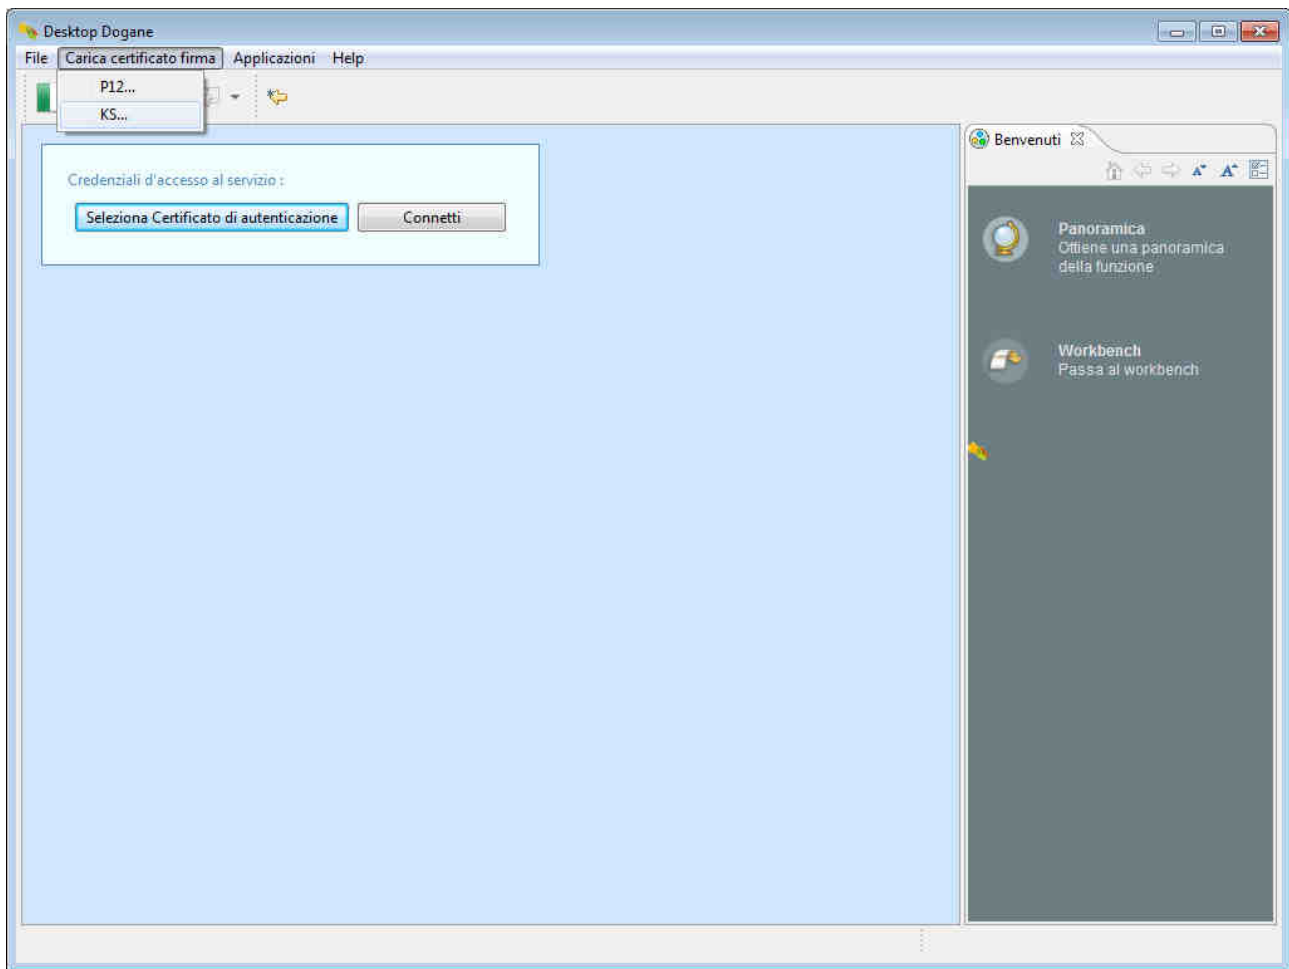 Desktop Dogane
File Carica certificato firma Applicazioni Help
P12...
KS...
Benvenuti
Credenziali d'accesso al servizio :
Seleziona Certificato di autenticazione Connetti
Panoramica
Ottiene una panoramica
della funzione
Workbench
Passa al workbench